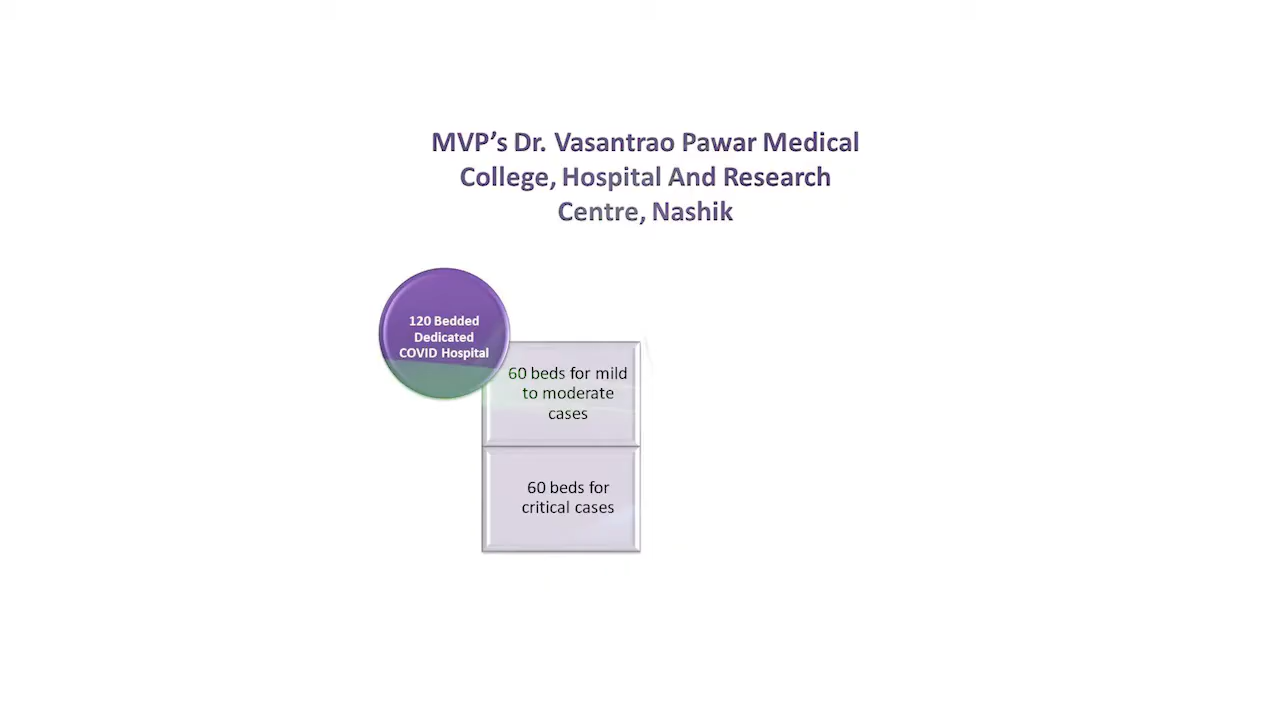 MVP’s Dr. Vasantrao Pawar Medical
College, Hospital And Research
Centre, Nashik
120 Bedded
Dedicated
COVID Hospital
60 beds for mild
to moderate
cases
60 beds for
critical cases